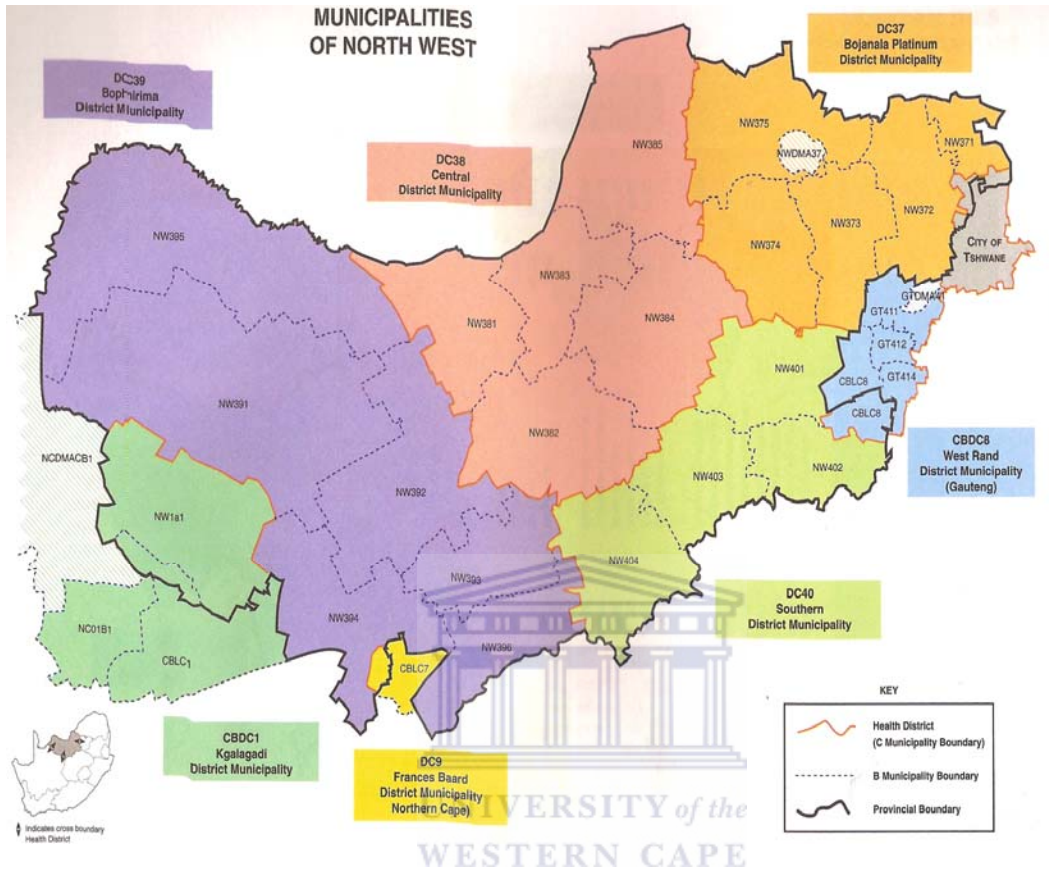 MUNICIPALITIES
OF NORTH WEST
DC37
Bojanala Platinum
District Municipality
DC39
Bophirima
District Municipality
DC38
Central
District Municipality
NW385
NW375
NWDMA37
NW371
NW395
NW374
NW373
NW372
CITY OF
TSHWANE
NW383
NW381
NW384
GTDMA41
GT411
GT412
GT414
NW401
CBLC8
CBLC8
NW391
NW382
NCDMACB1
NW392
NW403
NW402
CBDC8
West Rand
District Municipality
(Gauteng)
NW1a1
NW404
NW393
NW394
NW396
DC40
Southern
District Municipality
NC01B1
CBLC1
CBLC7
CBDC1
Kgalagadi
District Municipality
DC9
Frances Baard
District Municipality
Northern Cape)
KEY
Health District
(C Municipality Boundary)
B Municipality Boundary
Provincial Boundary
Indicates cross boundary
Health District
UNIVERSITY of the
WESTERN CAPE